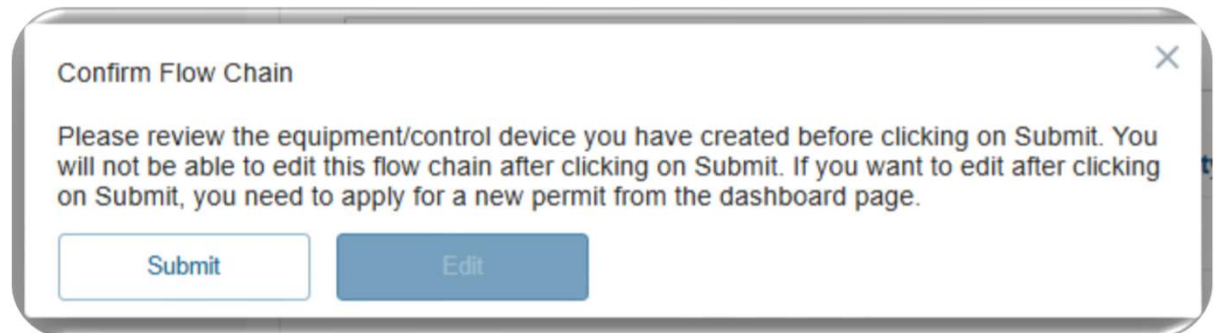 Confirm Flow Chain
Please review the equipment/control device you have created before clicking on Submit. You
will not be able to edit this flow chain after clicking on Submit. If you want to edit after clicking
on Submit, you need to apply for a new permit from the dashboard page.
Submit
Edit